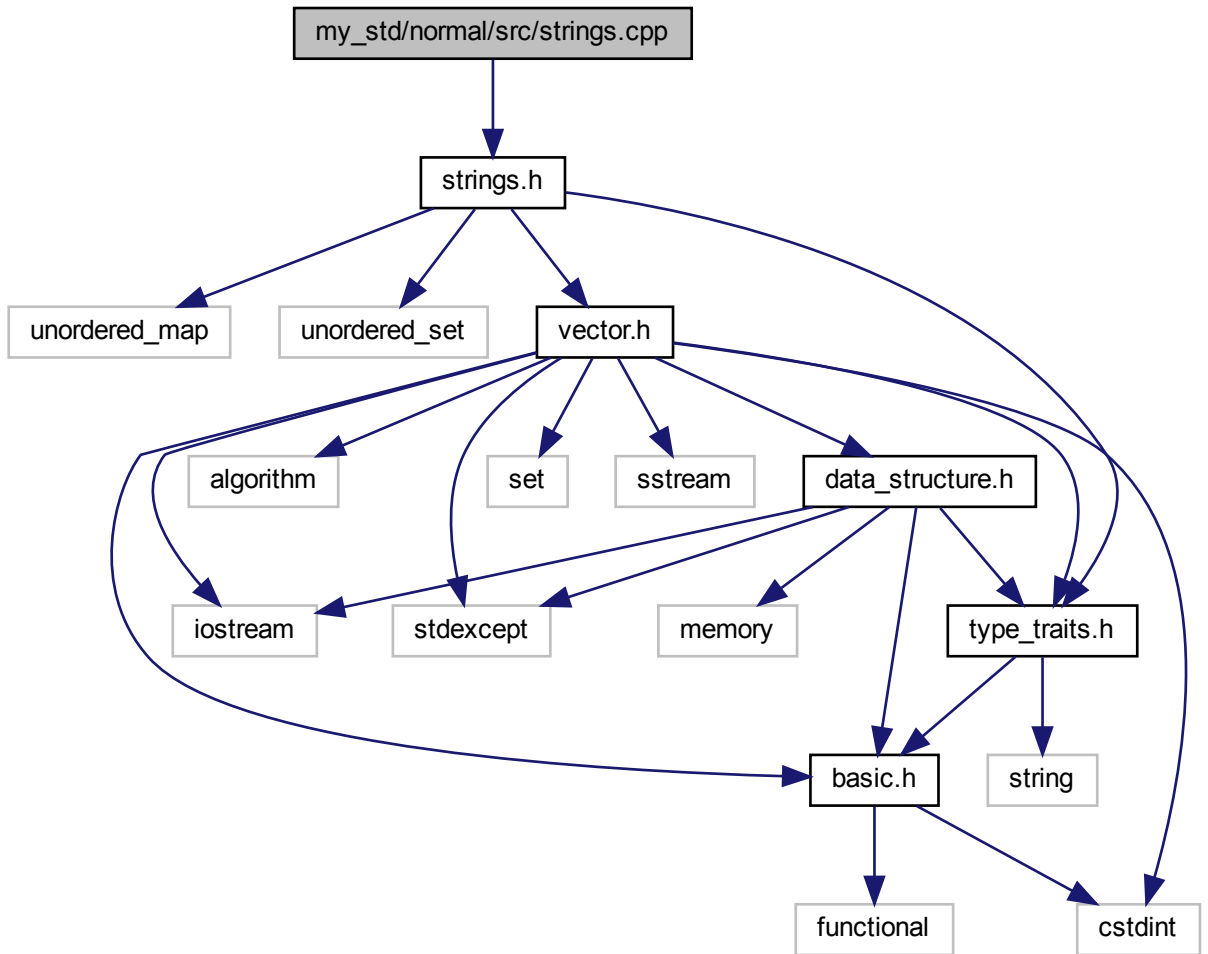 my_std/normal/src/strings.cpp
strings.h
unordered_map
unordered_set
vector.h
algorithm
set
sstream
data_structure.h
iostream
stdexcept
memory
type_traits.h
basic.h
string
functional
cstdint